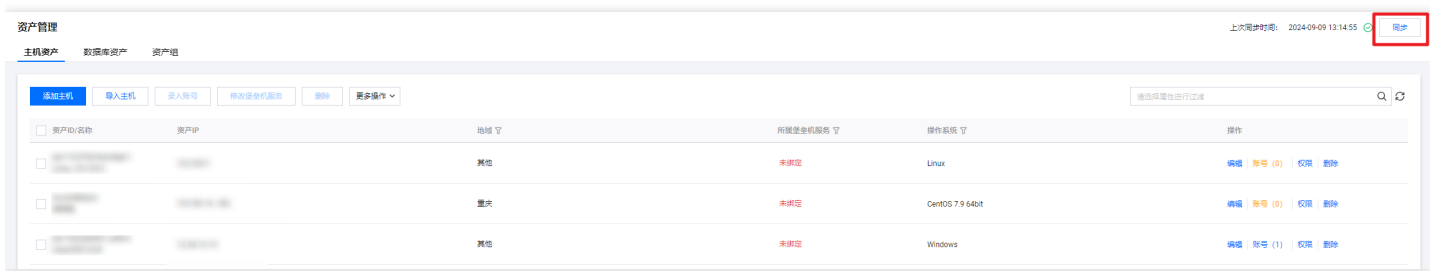 资产管理
上次同步时间： 2024-09-09 13:14:55 同步
主机资产 数据库资产 资产组
添加主机 导入主机 录入账号 修改堡垒机服务 删除 更多操作 请选择属性进行过滤
资产ID/名称 资产IP 地域 所属堡垒机服务 操作系统 操作
其他 未绑定 Linux 编辑 账号 (0) 权限 删除
重庆 未绑定 CentOS 7.9 64bit 编辑 账号 (0) 权限 删除
其他 未绑定 Windows 编辑 账号 (1) 权限 删除